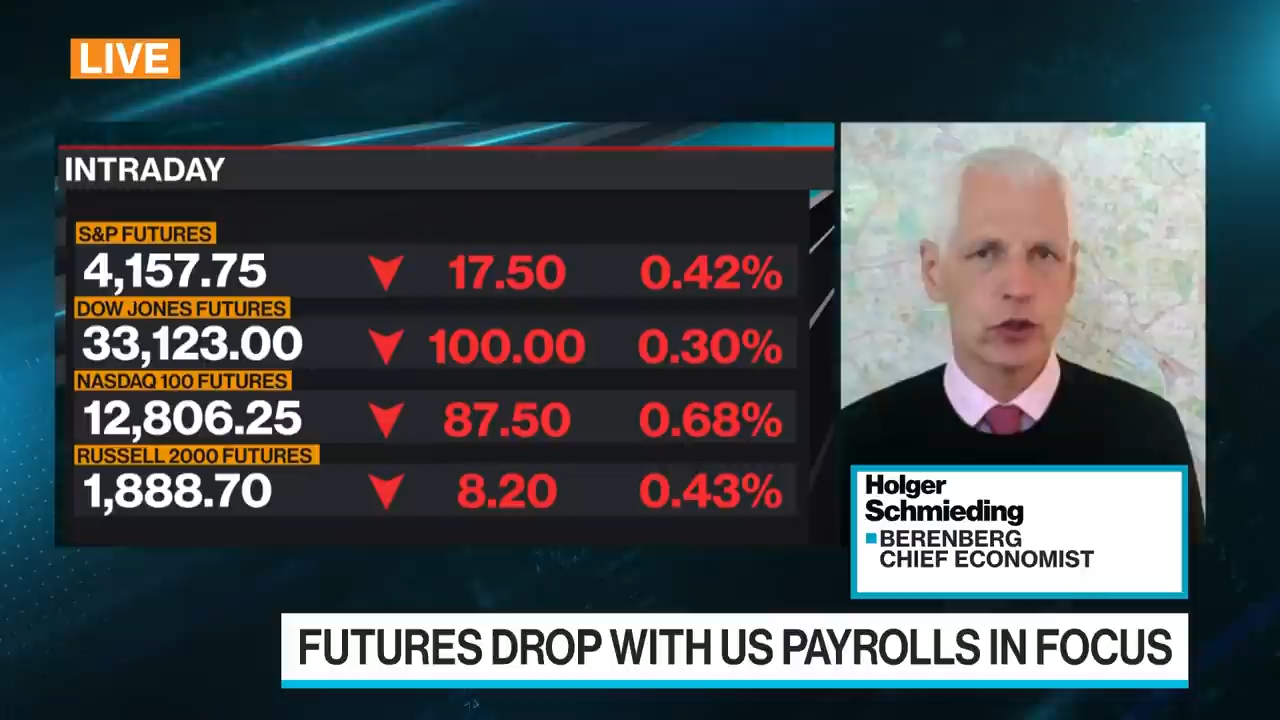 LIVE
INTRADAY
S&P FUTURES
4,157.75 ▼ 17.50 0.42%
DOW JONES FUTURES
33,123.00 ▼ 100.00 0.30%
NASDAQ 100 FUTURES
12,806.25 ▼ 87.50 0.68%
RUSSELL 2000 FUTURES
1,888.70 ▼ 8.20 0.43%
Holger
Schmieding
BERENBERG
CHIEF ECONOMIST
FUTURES DROP WITH US PAYROLLS IN FOCUS